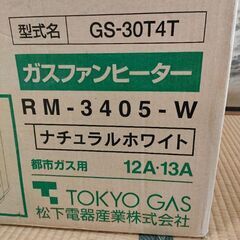 型式名 GS-30T4T
ガスファンヒーター
RM-3405-W
ナチュラルホワイト
都市ガス用 12A・13A
TOKYO GAS
松下電器産業株式会社